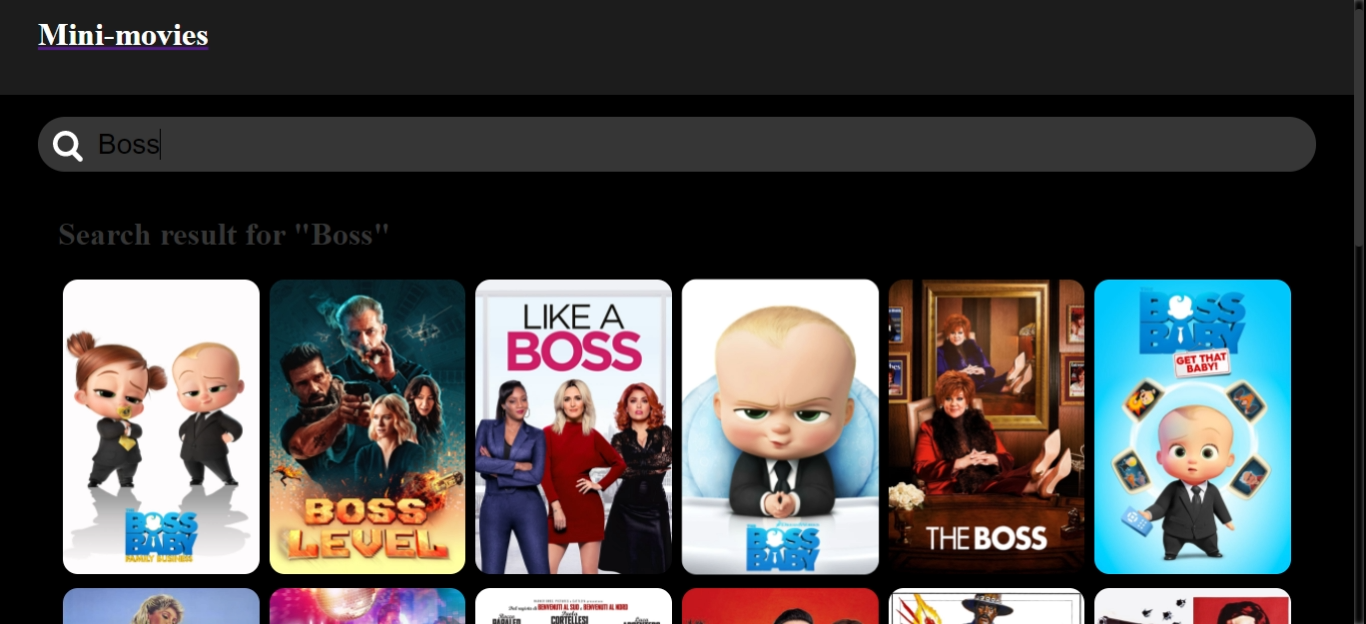 Mini-movies
Boss
Search result for "Boss"
BOSS
BABY
FAMILY BUSINESS
BOSS
LEVEL
LIKE A
BOSS
BOSS
BABY
THE BOSS
BOSS
BABY
GET THAT
BABY!
BENVENUTI AL SUD e BENVENUTI AL NORD
Paola
CORTELLESI